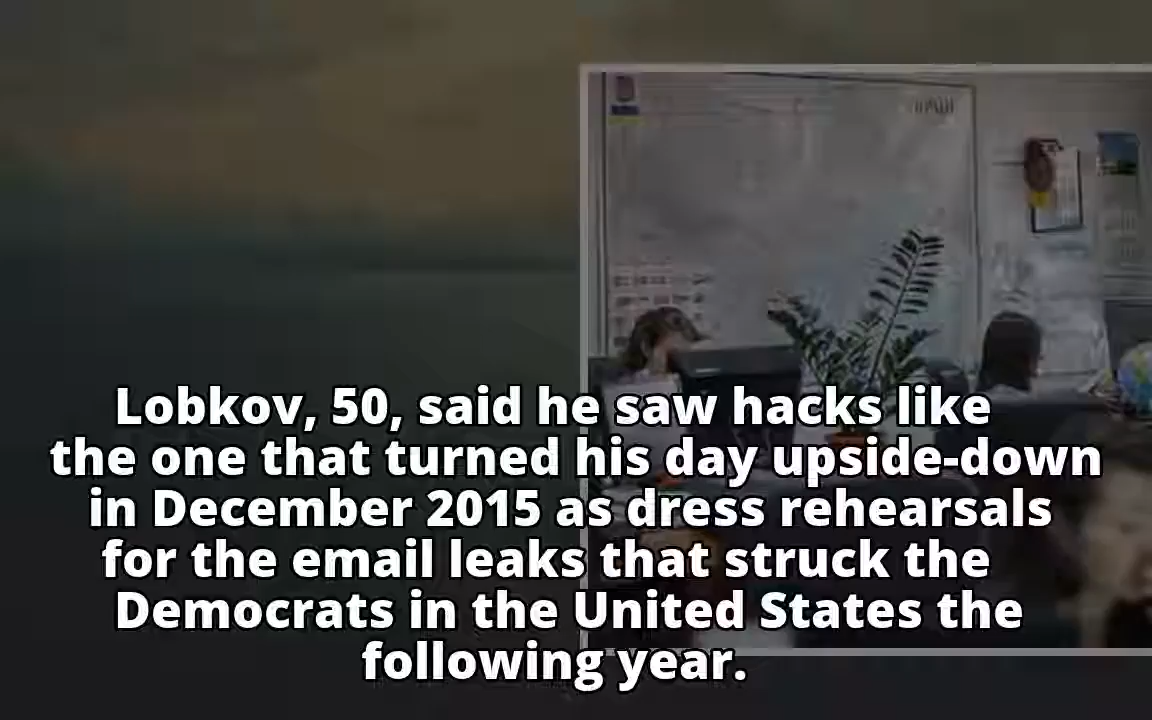 Lobkov, 50, said he saw hacks like
the one that turned his day upside-down
in December 2015 as dress rehearsals
for the email leaks that struck the
Democrats in the United States the
following year.